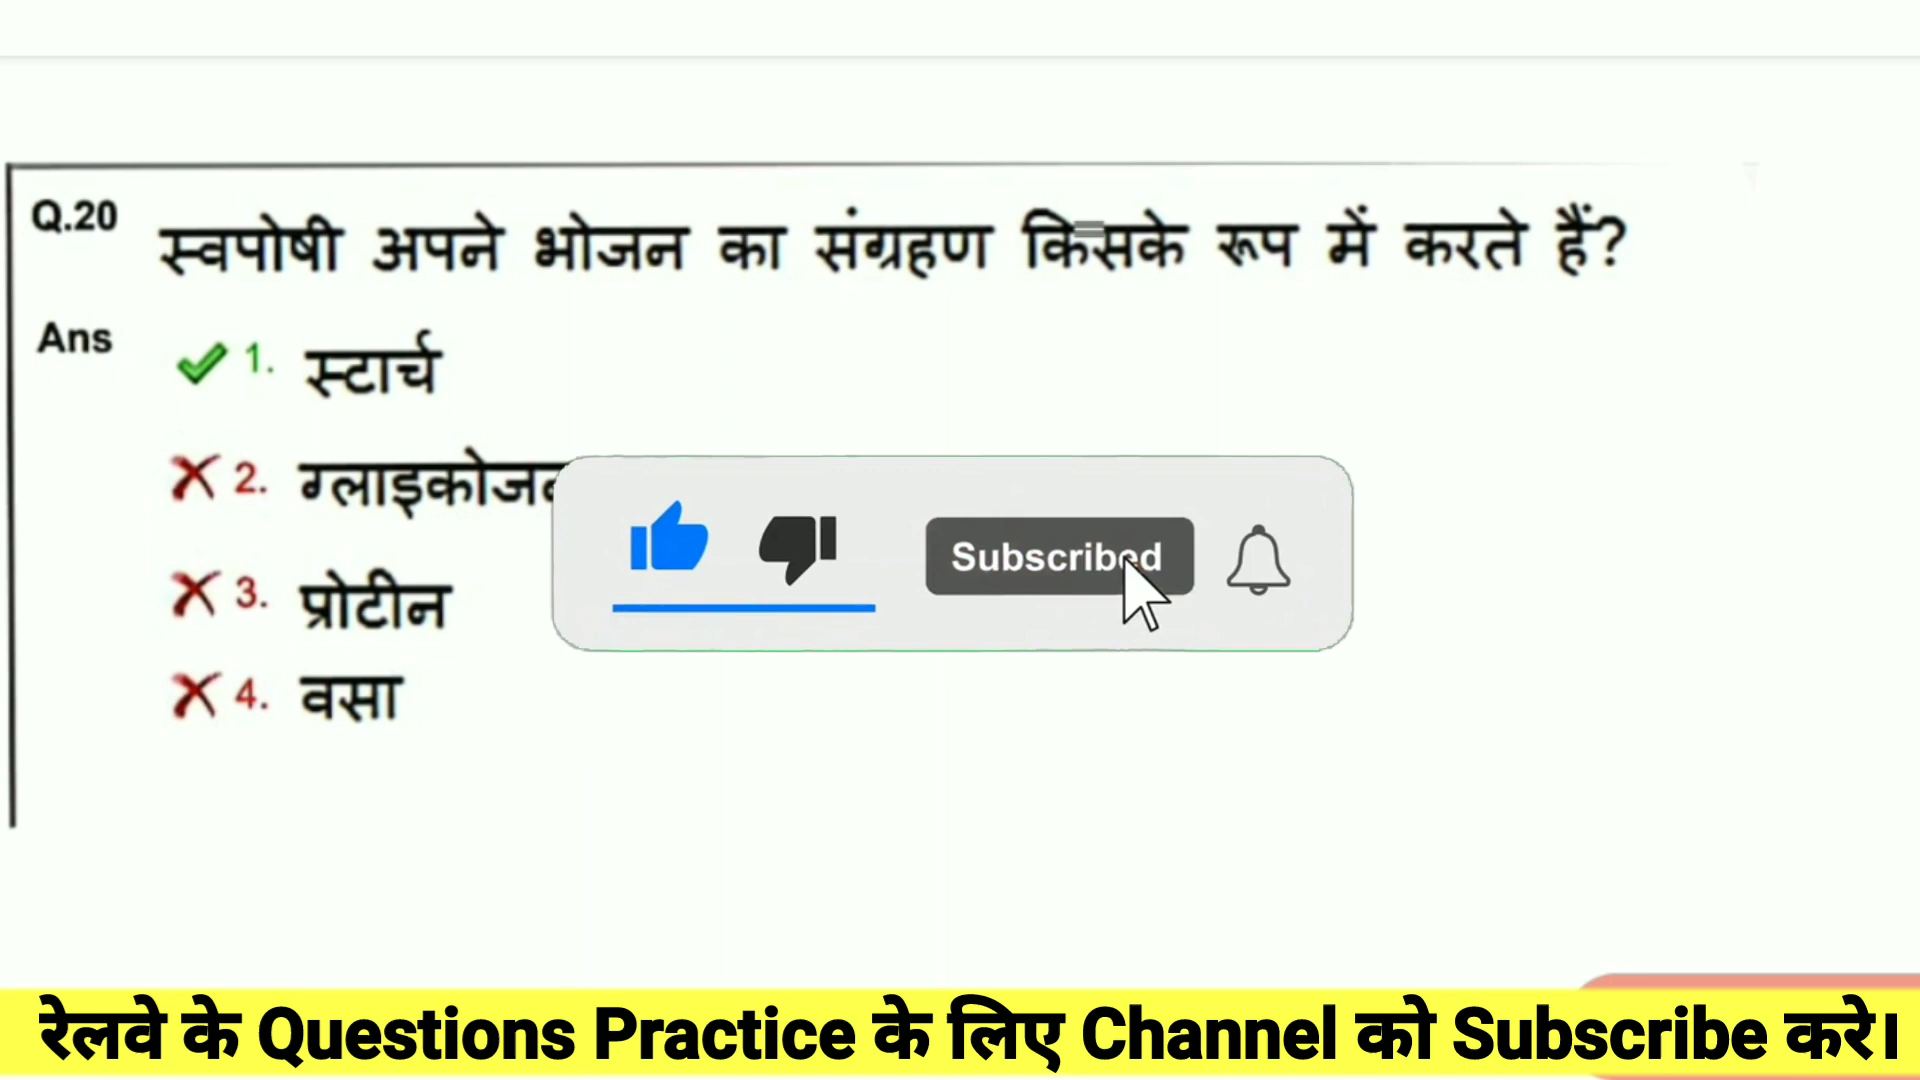 Q.20 स्वपोषी अपने भोजन का संग्रहण किसके रूप में करते हैं?
Ans 1. स्टार्च
2.
3. प्रोटीन
4. वसा
Subscribed
रेलवे के Questions Practice के लिए Channel को Subscribe करे।